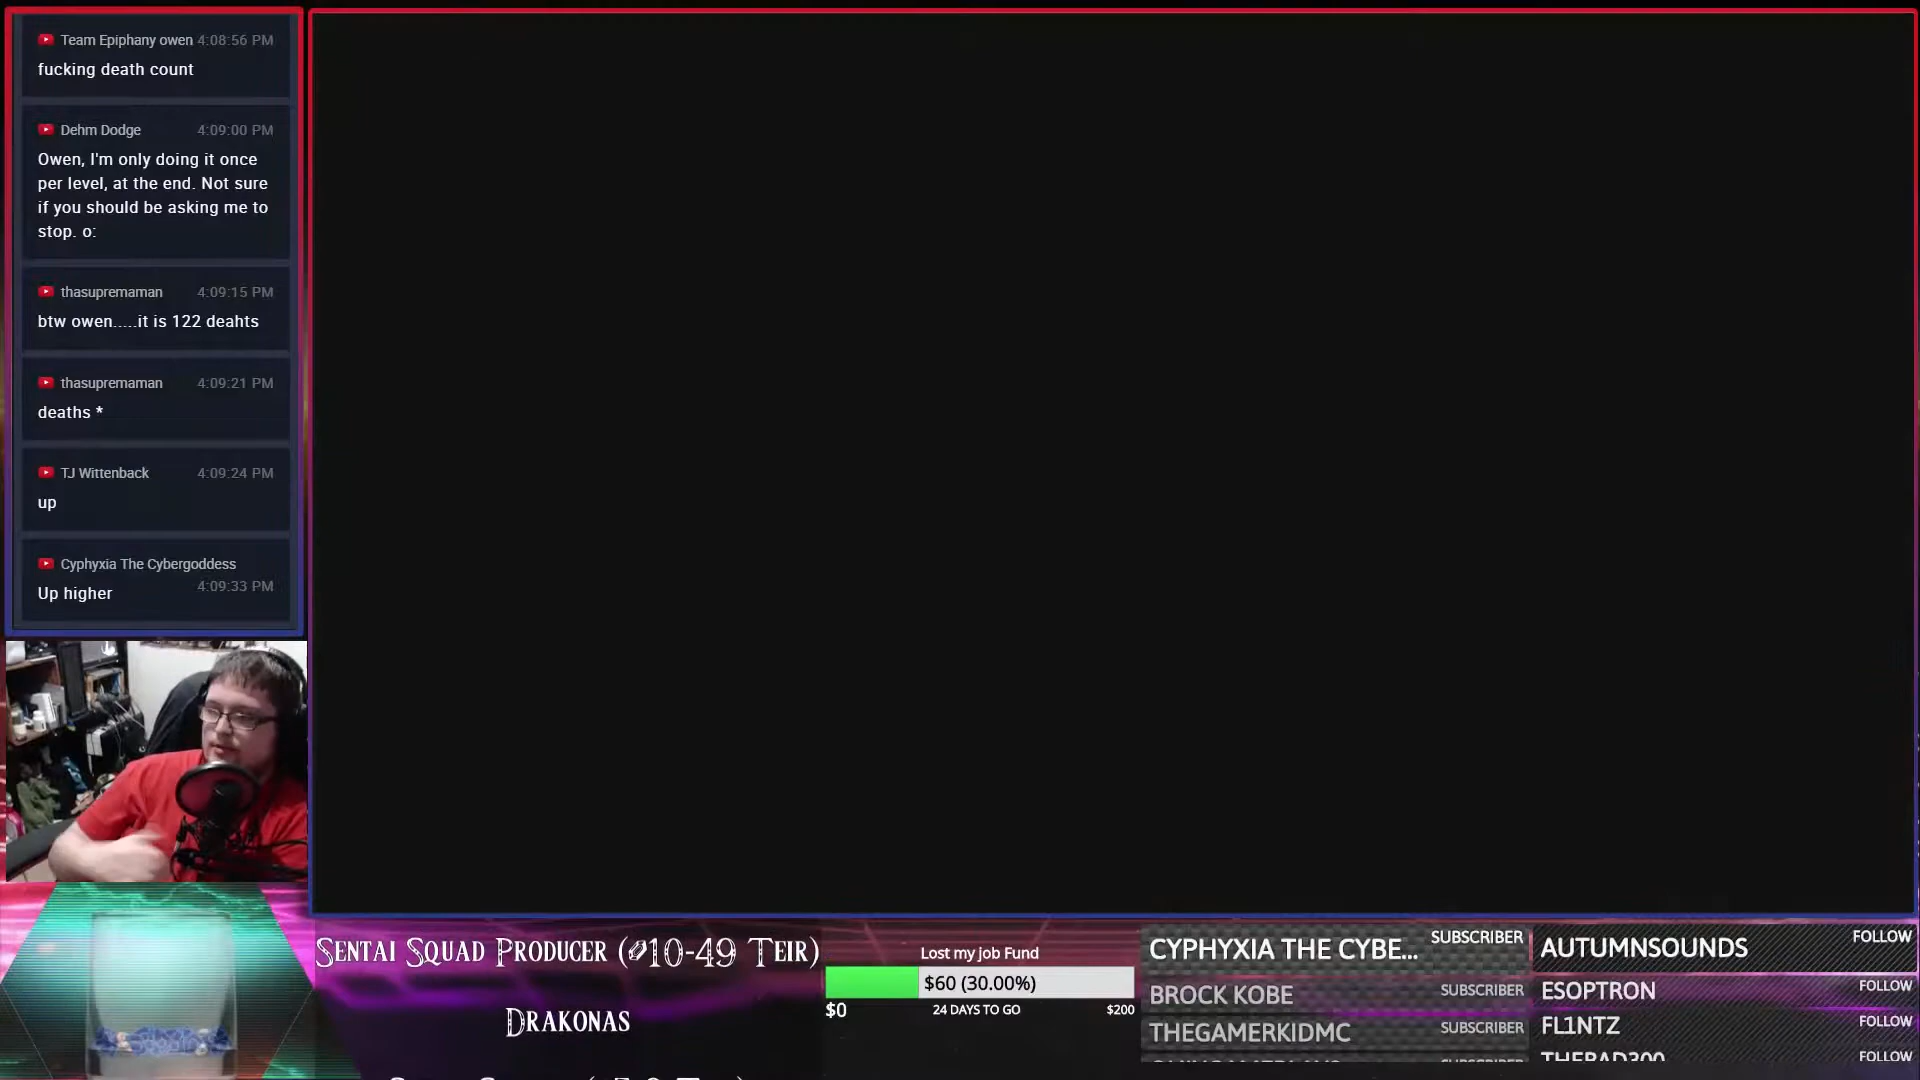 Team Epiphany owen 4:08:56 PM
fucking death count
Dehm Dodge 4:09:00 PM
Owen, I'm only doing it once
per level, at the end. Not sure
if you should be asking me to
stop. o:
thasupremaman 4:09:15 PM
btw owen.....it is 122 deahts
thasupremaman 4:09:21 PM
deaths *
TJ Wittenback 4:09:24 PM
up
Cyphyxia The Cybergoddess
4:09:33 PM
Up higher
Sentai Squad Producer (10-49 Teir)
Drakonas
Lost my job Fund
$60 (30.00%)
$0 24 DAYS TO GO $200
CYPHYXIA THE CYBE... SUBSCRIBER
BROCK KOBE SUBSCRIBER
THEGAMERKIDMC SUBSCRIBER
SUBSCRIBER
AUTUMNSOUNDS FOLLOW
ESOPTRON FOLLOW
FL1NTZ FOLLOW
THEBAD300 FOLLOW